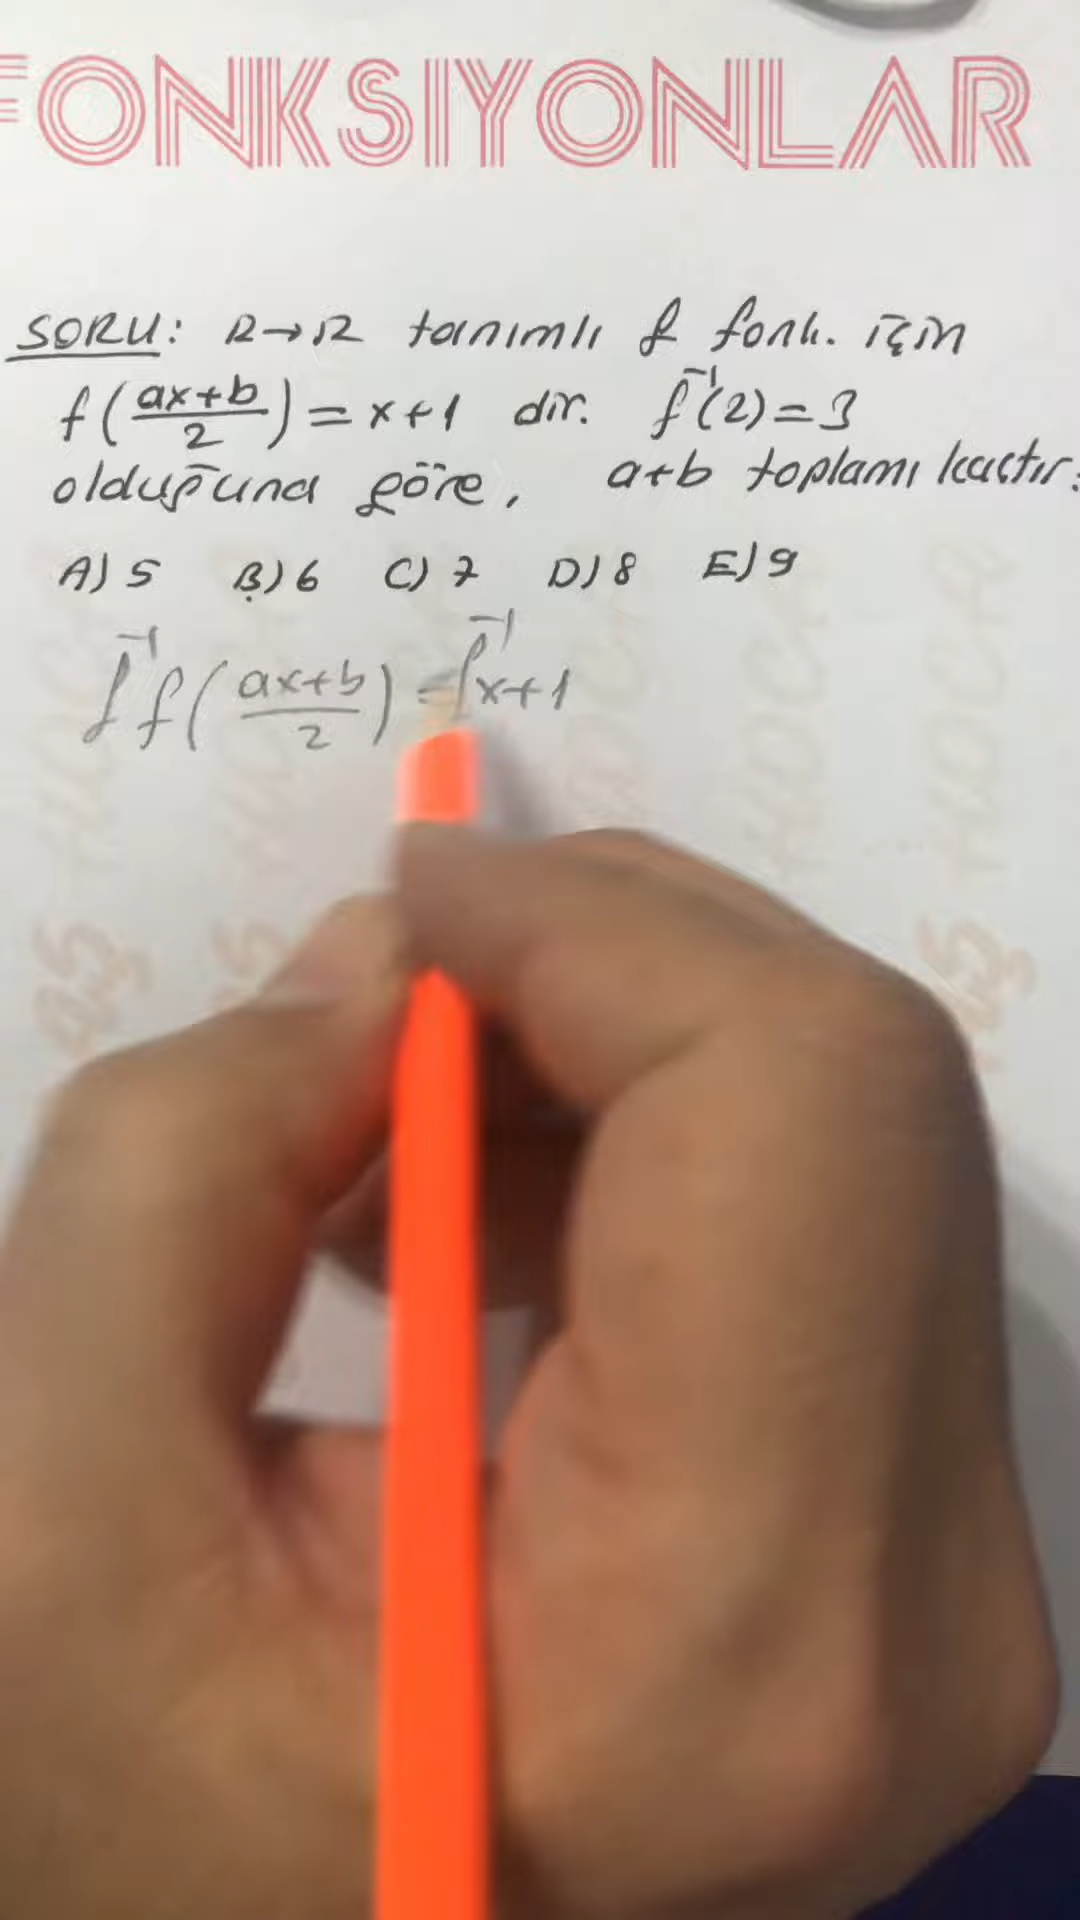 FONKSIYONLAR
SORU: R→R tanımlı f fonk. için
f(ax+b/2)=x+1 dir. f⁻¹(2)=3
olduğuna göre, a+b toplamı kaçtır:
A) 5 B) 6 C) 7 D) 8 E) 9
f⁻¹f(ax+b/2)=f⁻¹x+1